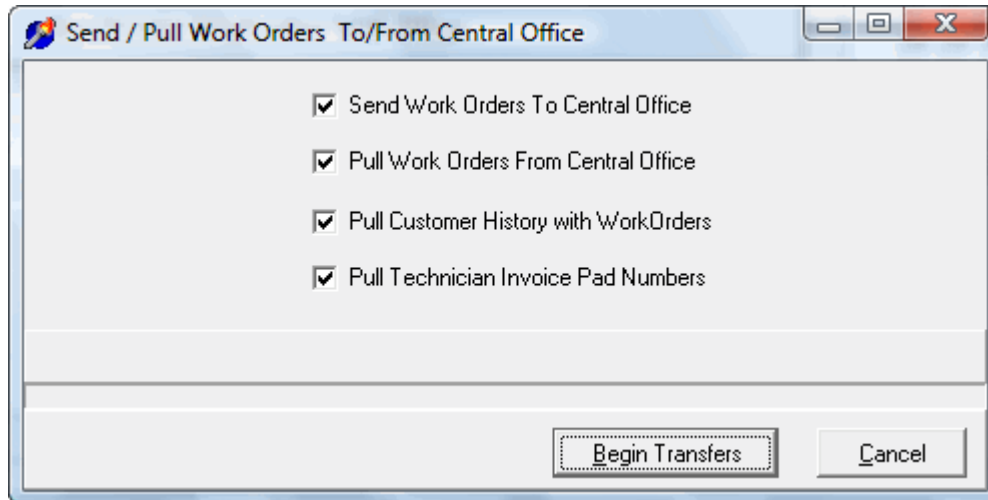 Send / Pull Work Orders  To/From Central Office
Send Work Orders To Central Office
Pull Work Orders From Central Office
Pull Customer History with WorkOrders
Pull Technician Invoice Pad Numbers
Begin Transfers
Cancel